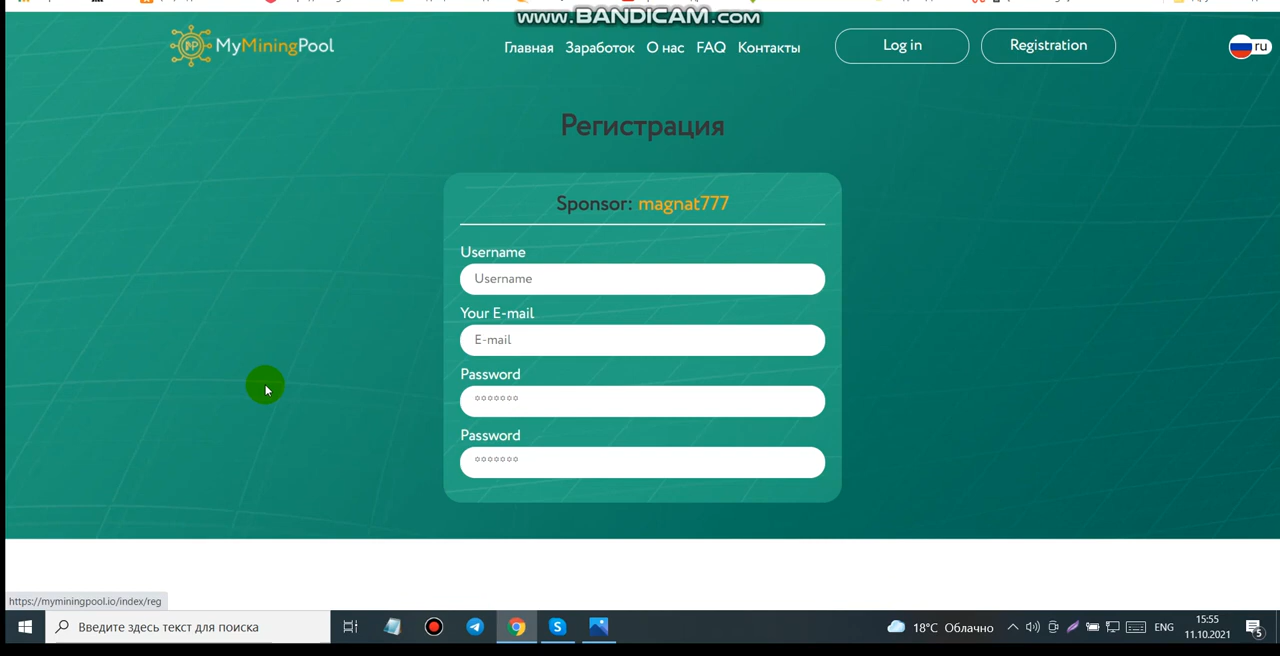 www.BANDICAM.com
MyMiningPool
Главная Заработок О нас FAQ Контакты
Log in
Registration
ru
Регистрация
Sponsor: magnat777
Username
Username
Your E-mail
E-mail
Password
*******
Password
*******
https://myminingpool.io/index/reg
Введите здесь текст для поиска
18°C Облачно
ENG
15:55
11.10.2021
5